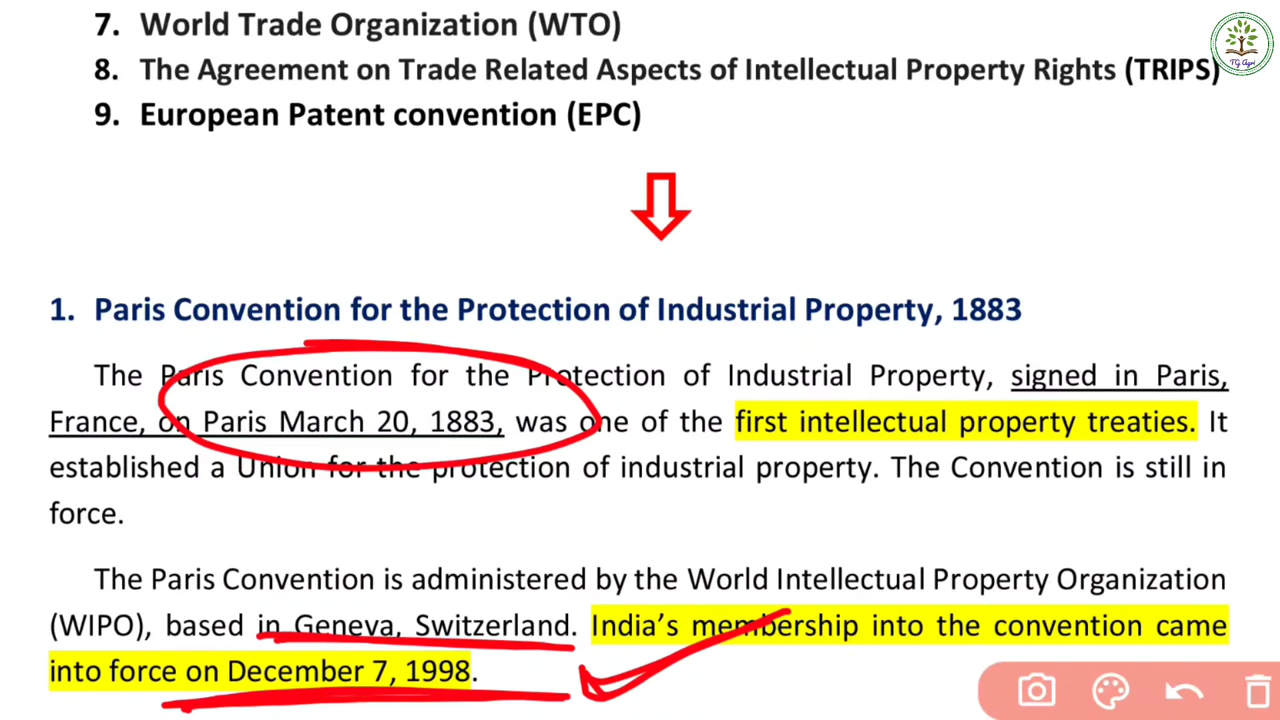 7. World Trade Organization (WTO)
8. The Agreement on Trade Related Aspects of Intellectual Property Rights (TRIPS)
9. European Patent convention (EPC)
TG Agri
1. Paris Convention for the Protection of Industrial Property, 1883
The Paris Convention for the Protection of Industrial Property, signed in Paris,
France, on Paris March 20, 1883, was one of the first intellectual property treaties. It
established a Union for the protection of industrial property. The Convention is still in
force.
The Paris Convention is administered by the World Intellectual Property Organization
(WIPO), based in Geneva, Switzerland. India's membership into the convention came
into force on December 7, 1998.